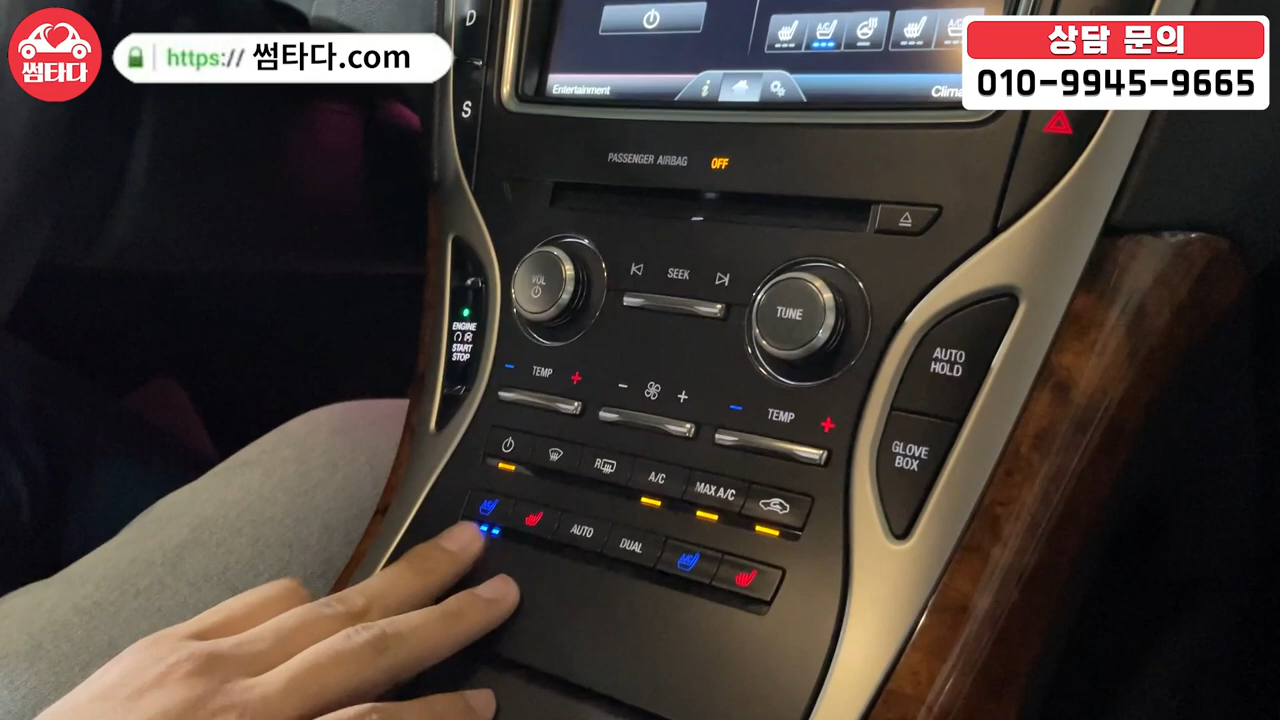 썸타다
https:// 썸타다.com
상담 문의
010-9945-9665
D
S
Entertainment
PASSENGER AIRBAG OFF
VOL
SEEK
TUNE
ENGINE
START
STOP
- TEMP +
- +
- TEMP +
AUTO
HOLD
GLOVE
BOX
R
A/C
MAX A/C
AUTO
DUAL